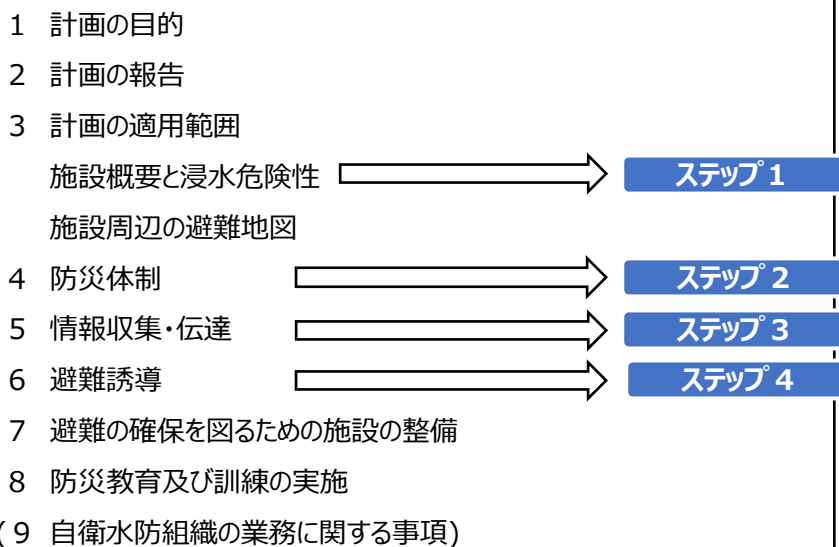 1 計画の目的
2 計画の報告
3 計画の適用範囲
施設概要と浸水危険性 ステップ1
施設周辺の避難地図
4 防災体制 ステップ2
5 情報収集・伝達 ステップ3
6 避難誘導 ステップ4
7 避難の確保を図るための施設の整備
8 防災教育及び訓練の実施
(9 自衛水防組織の業務に関する事項)